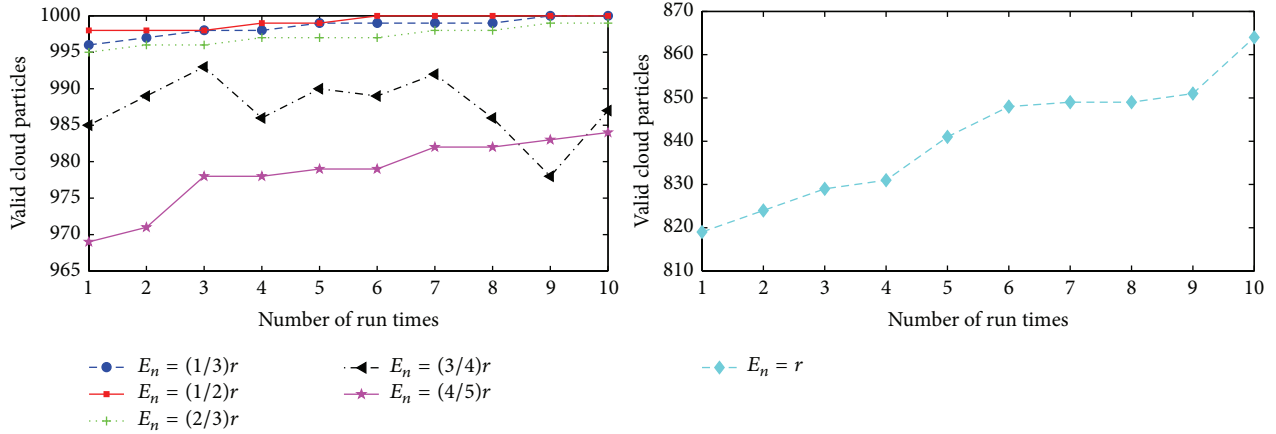 1000
995
990
985
980
975
970
965
Valid cloud particles
1 2 3 4 5 6 7 8 9 10
Number of run times
E_n = (1/3)r
E_n = (1/2)r
E_n = (2/3)r
E_n = (3/4)r
E_n = (4/5)r
870
860
850
840
830
820
810
Valid cloud particles
1 2 3 4 5 6 7 8 9 10
Number of run times
E_n = r